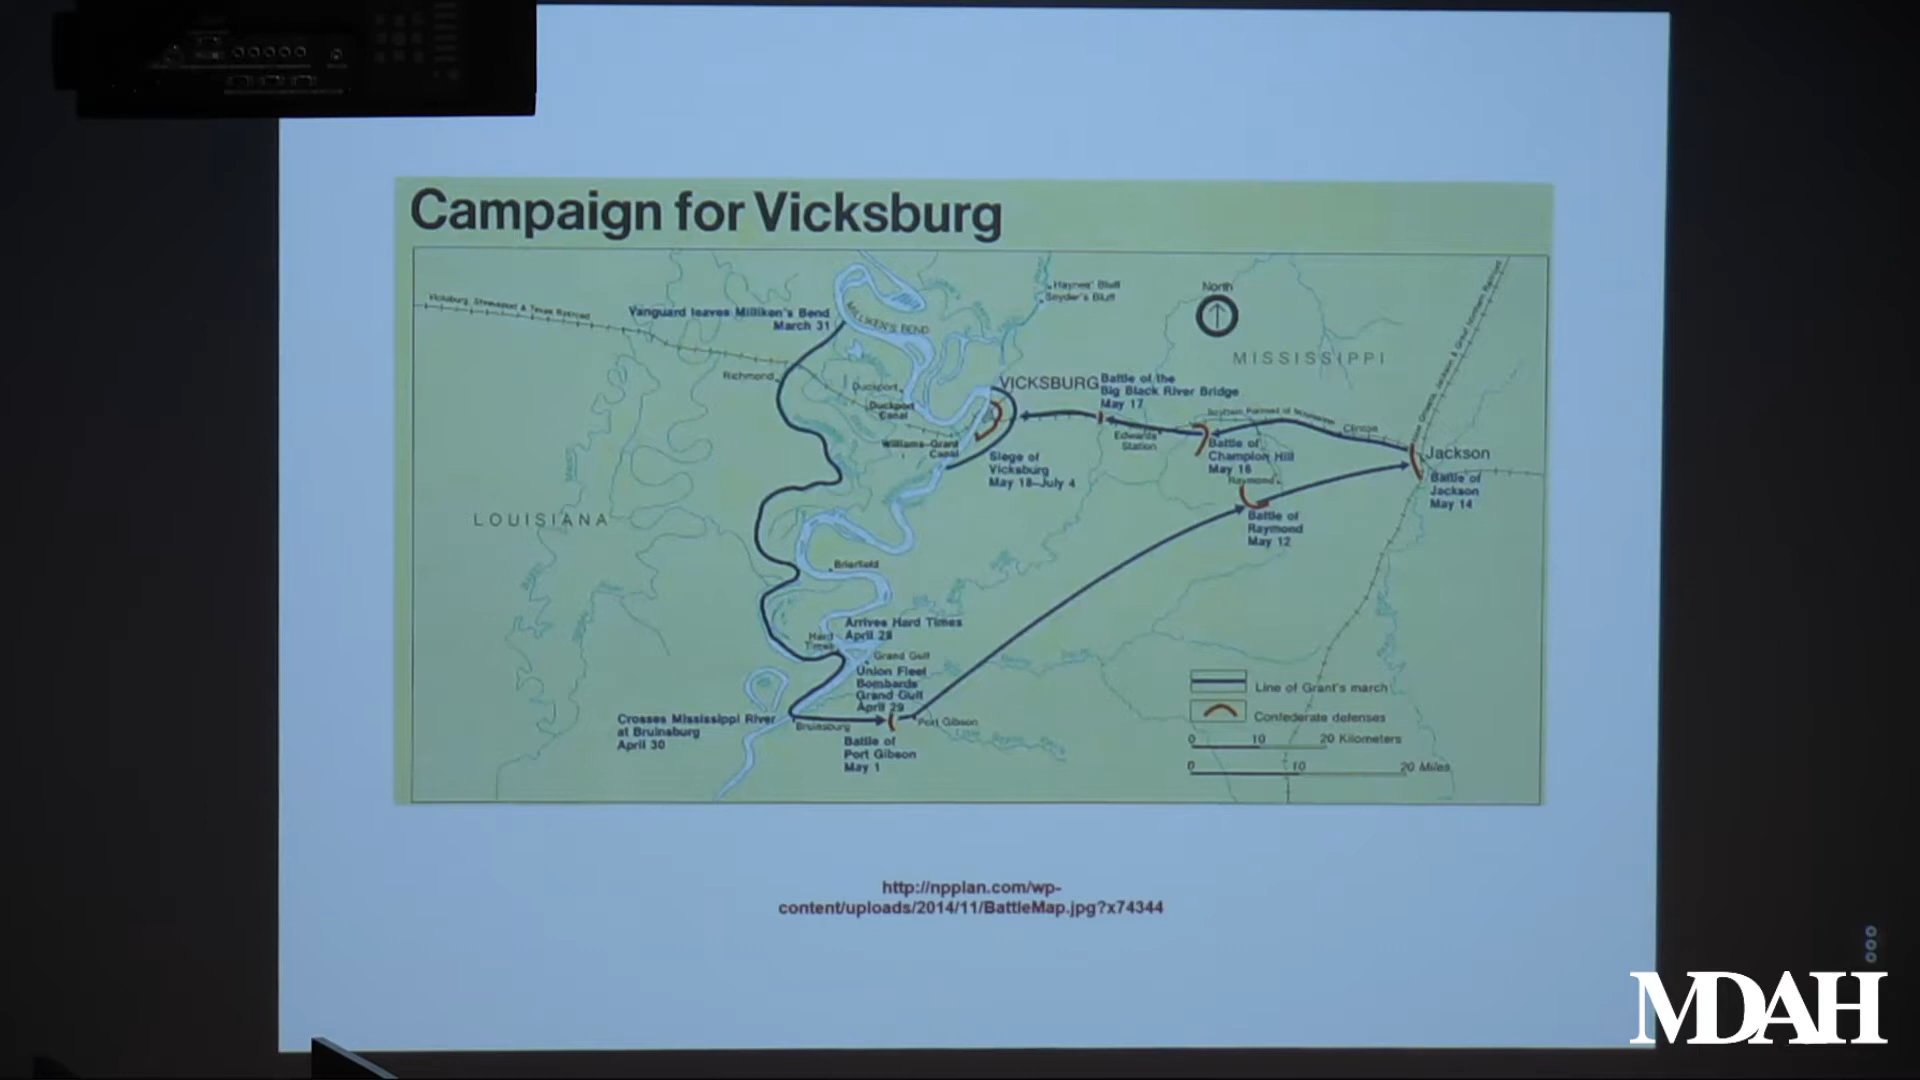 Campaign for Vicksburg
Haynes' Bluff
Snyder's Bluff
North
Vicksburg, Shreveport & Texas Railroad
Vanguard leaves Milliken's Bend
March 31
MILLIKEN'S BEND
MISSISSIPPI
Richmond
Duckport
Duckport
Canal
VICKSBURG
Battle of the
Big Black River Bridge
May 17
Clinton
Edwards
Station
Williams-Grant
Canal
Battle of
Champion Hill
May 16
Jackson
Siege of
Vicksburg
May 18–July 4
Raymond
Battle of
Jackson
May 14
LOUISIANA
Battle of
Raymond
May 12
Brierfield
Arrives Hard Times
April 28
Hard
Times
Grand Gulf
Union Fleet
Bombards
Grand Gulf
April 29
Line of Grant's march
Confederate defenses
Crosses Mississippi River
at Bruinsburg
April 30
Bruinsburg
Port Gibson
Battle of
Port Gibson
May 1
0 10 20 Kilometers
0 10 20 Miles
http://npplan.com/wp-
content/uploads/2014/11/BattleMap.jpg?x74344
MDAH